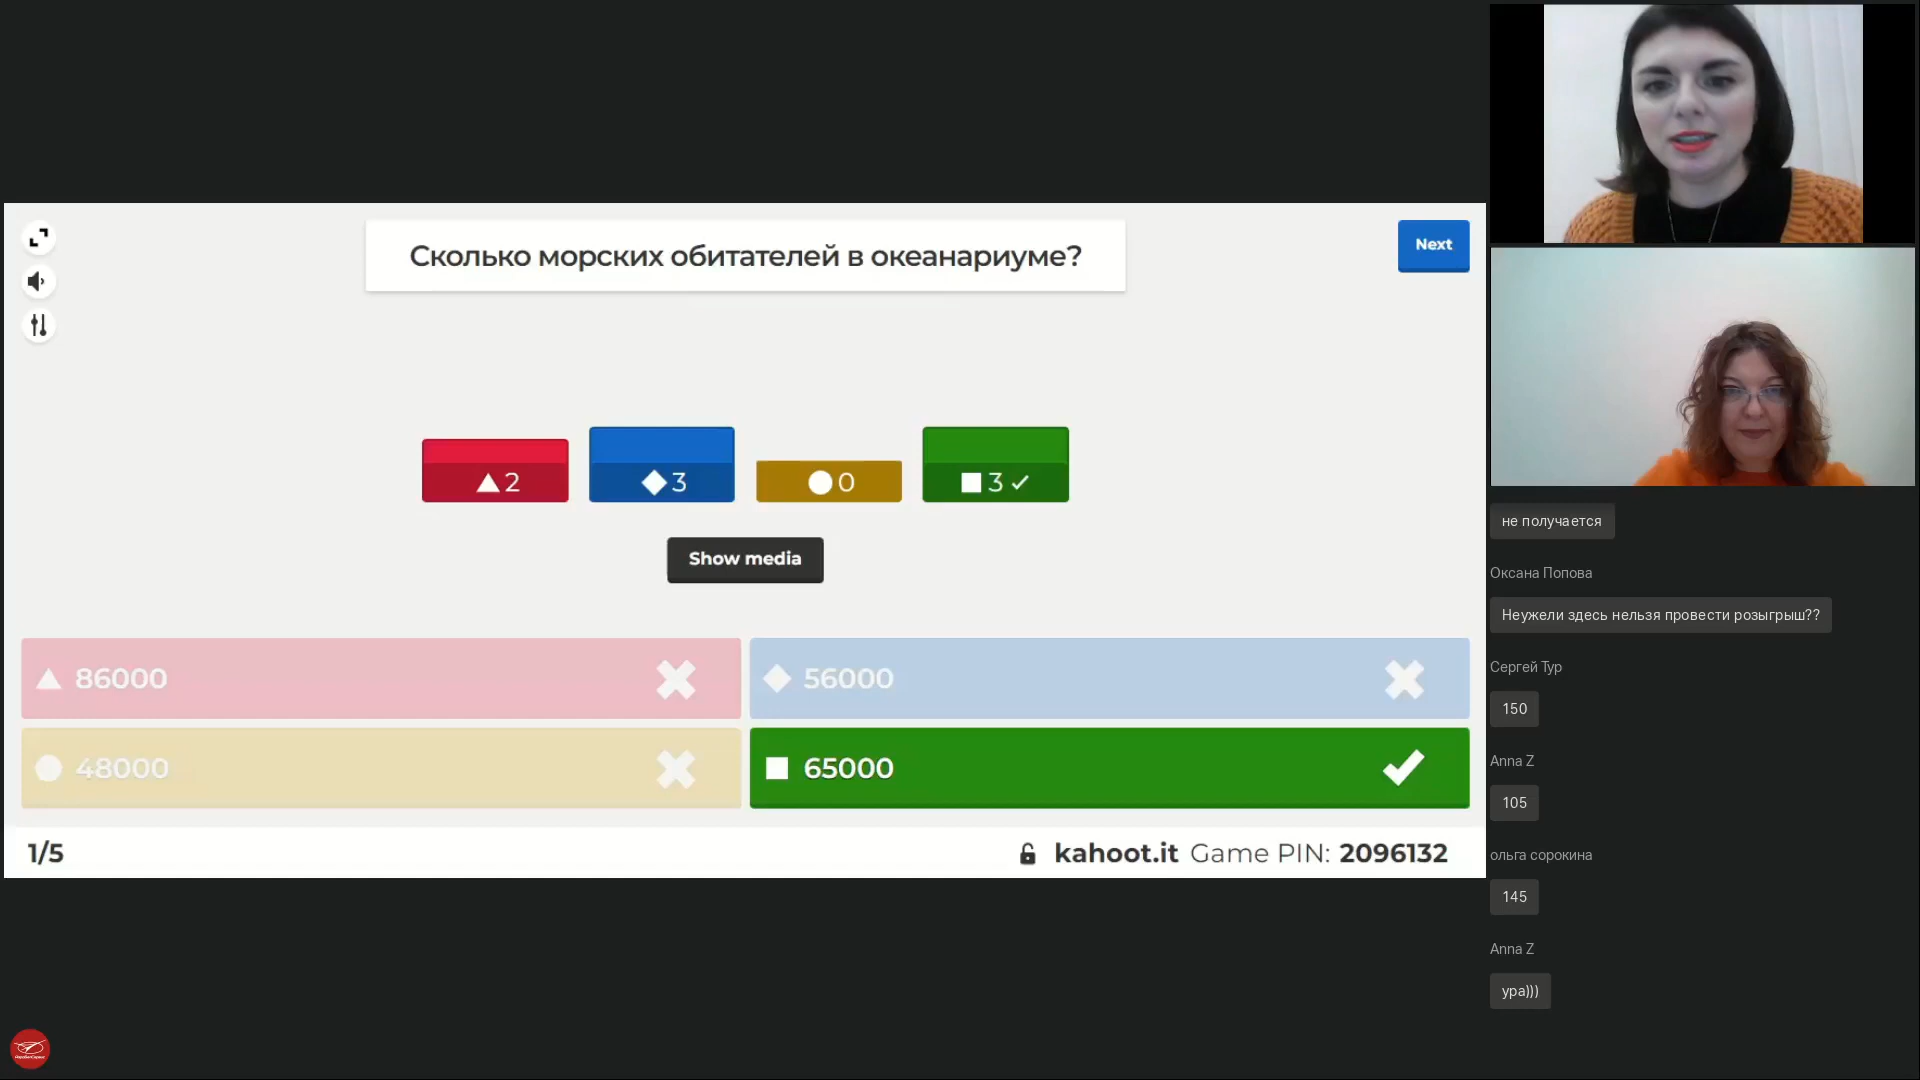 Сколько морских обитателей в океанариуме?
Next
2
3
0
3
Show media
86000
56000
48000
65000
1/5
kahoot.it Game PIN: 2096132
не получается
Оксана Попова
Неужели здесь нельзя провести розыгрыш??
Сергей Тур
150
Anna Z
105
ольга сорокина
145
Anna Z
ура)))